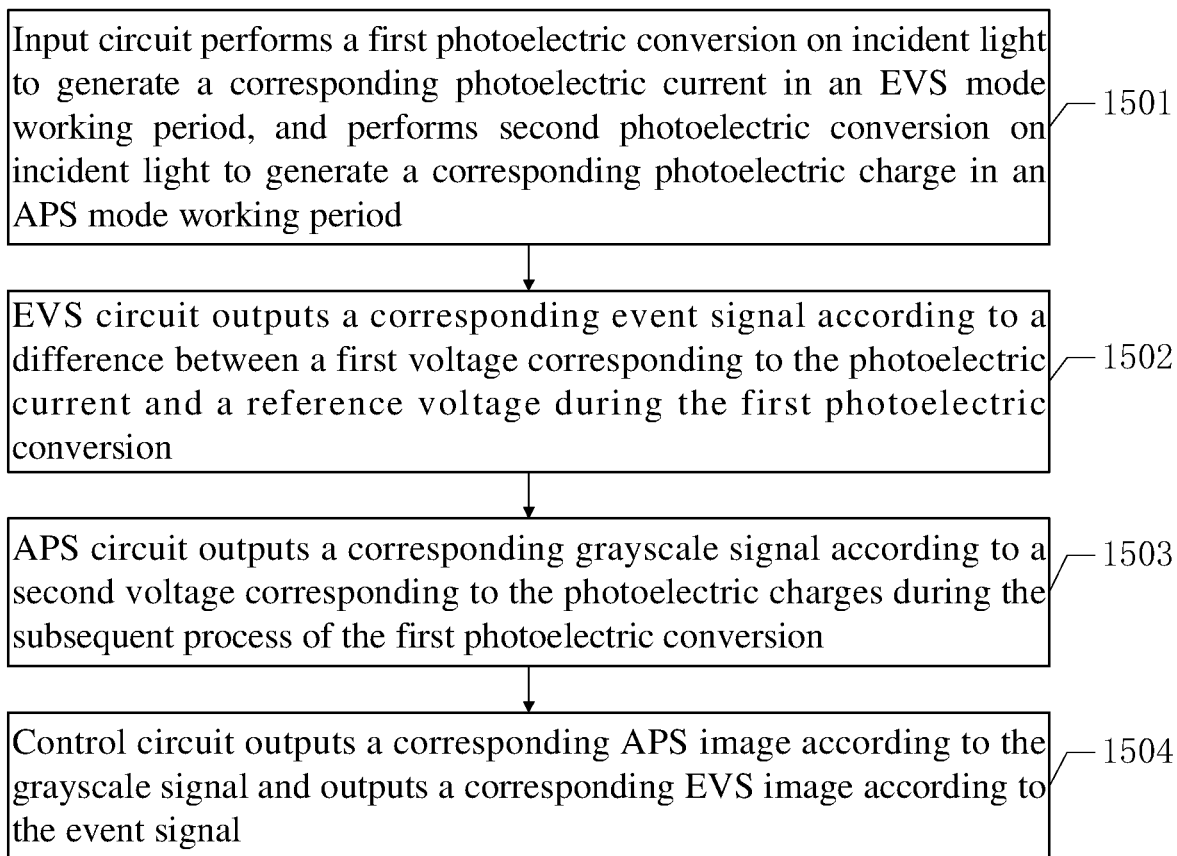 Input circuit performs a first photoelectric conversion on incident light
to generate a corresponding photoelectric current in an EVS mode
working period, and performs second photoelectric conversion on
incident light to generate a corresponding photoelectric charge in an
APS mode working period
1501
EVS circuit outputs a corresponding event signal according to a
difference between a first voltage corresponding to the photoelectric
current and a reference voltage during the first photoelectric
conversion
1502
APS circuit outputs a corresponding grayscale signal according to a
second voltage corresponding to the photoelectric charges during the
subsequent process of the first photoelectric conversion
1503
Control circuit outputs a corresponding APS image according to the
grayscale signal and outputs a corresponding EVS image according to
the event signal
1504